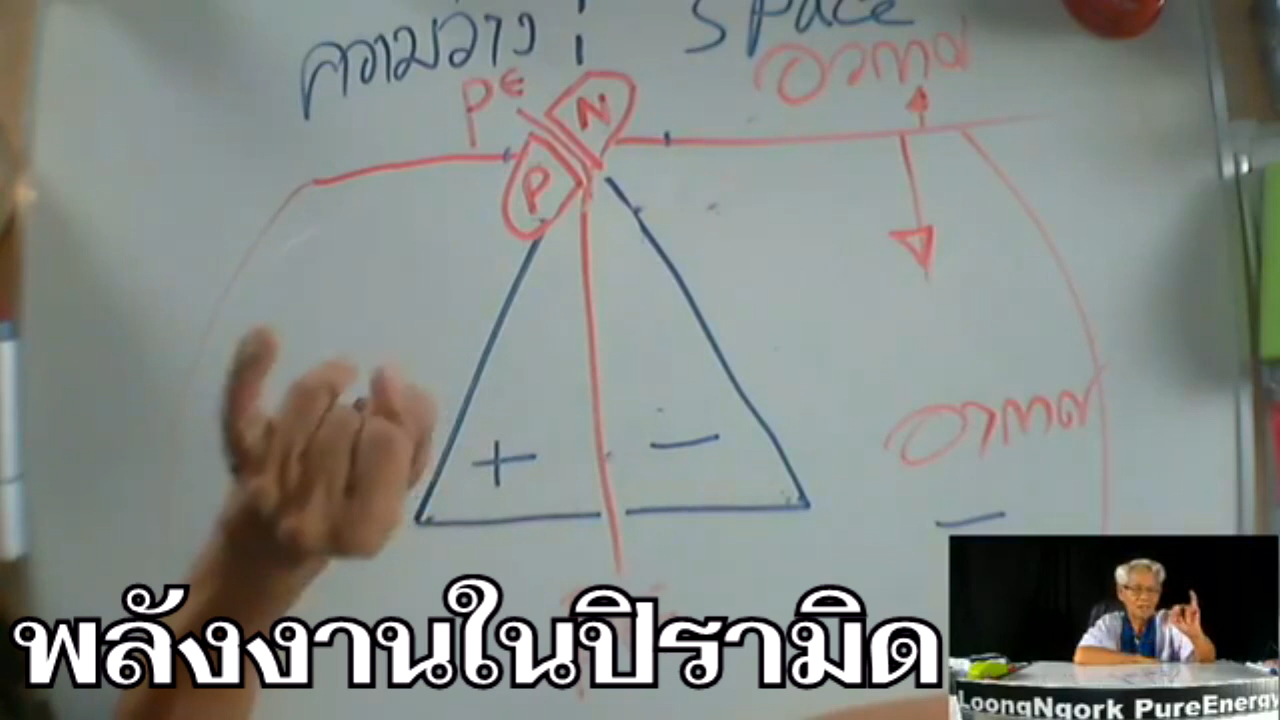 ความว่าง : space
อวกาศ
PE
N
P
+ −
อากาศ
−
พลังงานในปิรามิด
LoongNgork PureEnergy